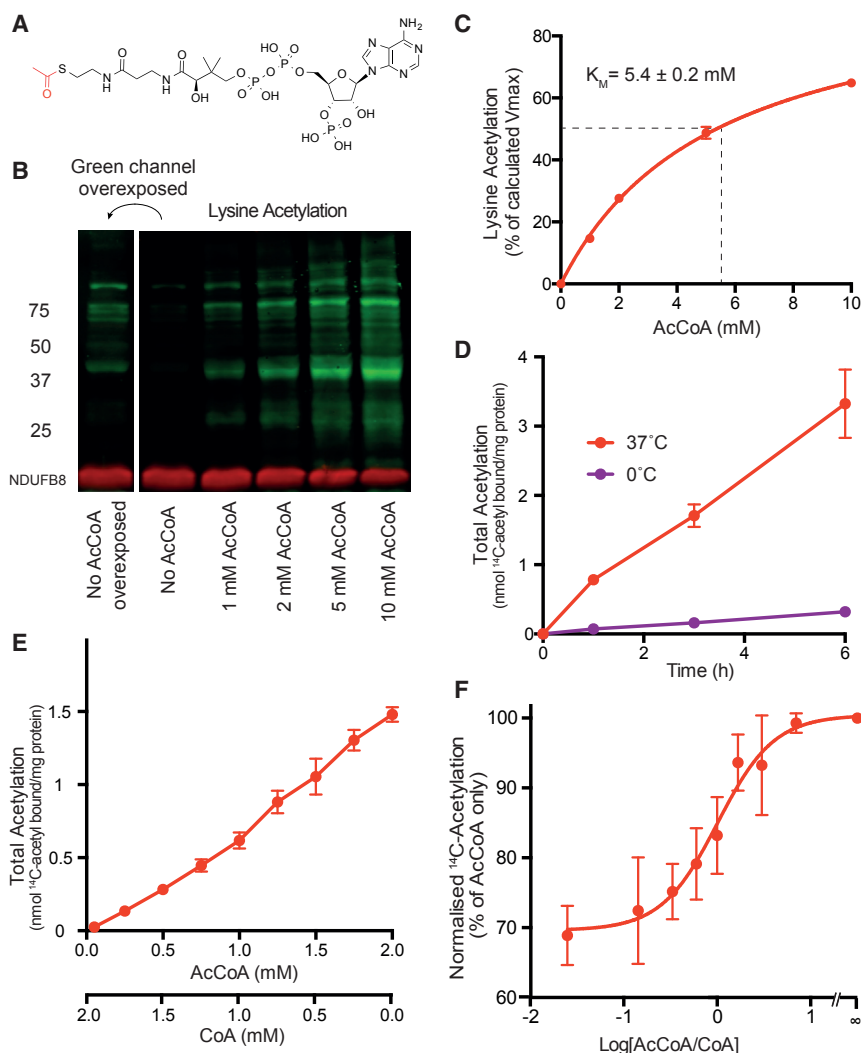 A
O
S
N
H
O
N
H
O
OH
O
P
O
OH
O
P
HO
O
O
O
N
N
N
N
NH₂
OH
O
HO
P
O
OH
B
Green channel
overexposed
Lysine Acetylation
75
50
37
25
NDUFB8
No AcCoA
overexposed
No AcCoA
1 mM AcCoA
2 mM AcCoA
5 mM AcCoA
10 mM AcCoA
C
Lysine Acetylation
(% of calculated Vmax)
80
60
40
20
0
K_M= 5.4 ± 0.2 mM
0 2 4 6 8 10
AcCoA (mM)
D
Total Acetylation
(nmol ¹⁴C-acetyl bound/mg protein)
4
3
2
1
0
37˚C
0˚C
0 2 4 6
Time (h)
E
Total Acetylation
(nmol ¹⁴C-acetyl bound/mg protein)
1.5
1
0.5
0
0.0 0.5 1.0 1.5 2.0
AcCoA (mM)
2.0 1.5 1.0 0.5 0.0
CoA (mM)
F
Normalised ¹⁴C-Acetylation
(% of AcCoA only)
100
90
80
70
60
-2 -1 0 1 ∞
Log[AcCoA/CoA]